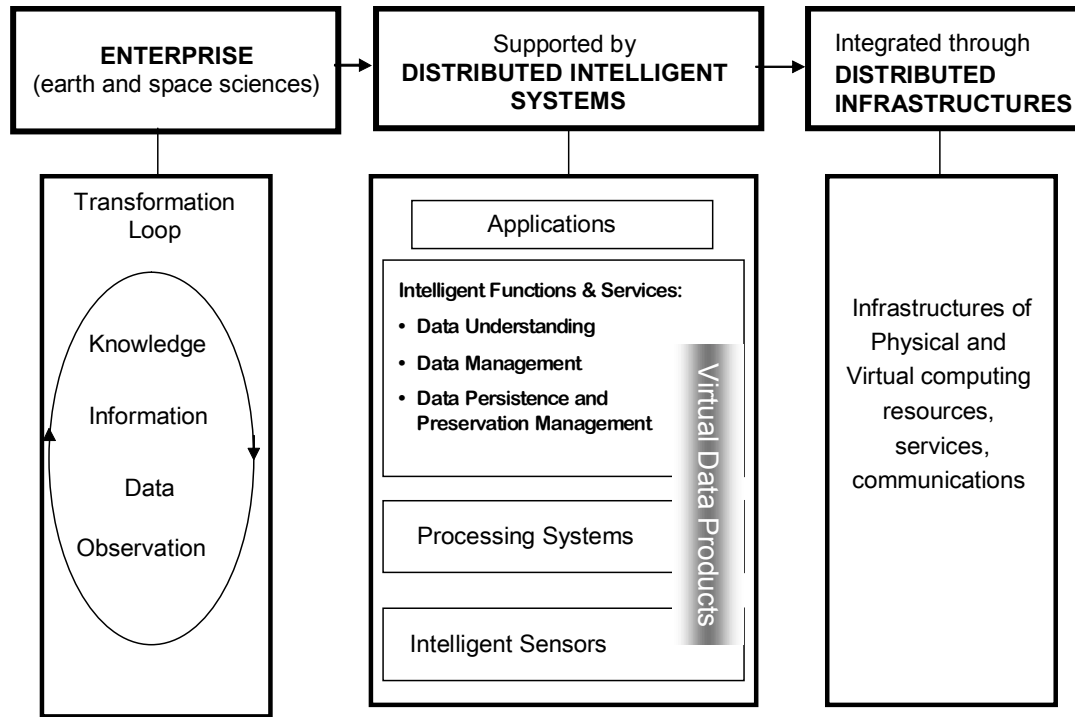 ENTERPRISE
(earth and space sciences)
Supported by
DISTRIBUTED INTELLIGENT
SYSTEMS
Integrated through
DISTRIBUTED
INFRASTRUCTURES
Transformation
Loop
Knowledge
Information
Data
Observation
Applications
Intelligent Functions & Services:
• Data Understanding
• Data Management
• Data Persistence and
Preservation Management
Processing Systems
Intelligent Sensors
Virtual Data Products
Infrastructures of
Physical and
Virtual computing
resources,
services,
communications